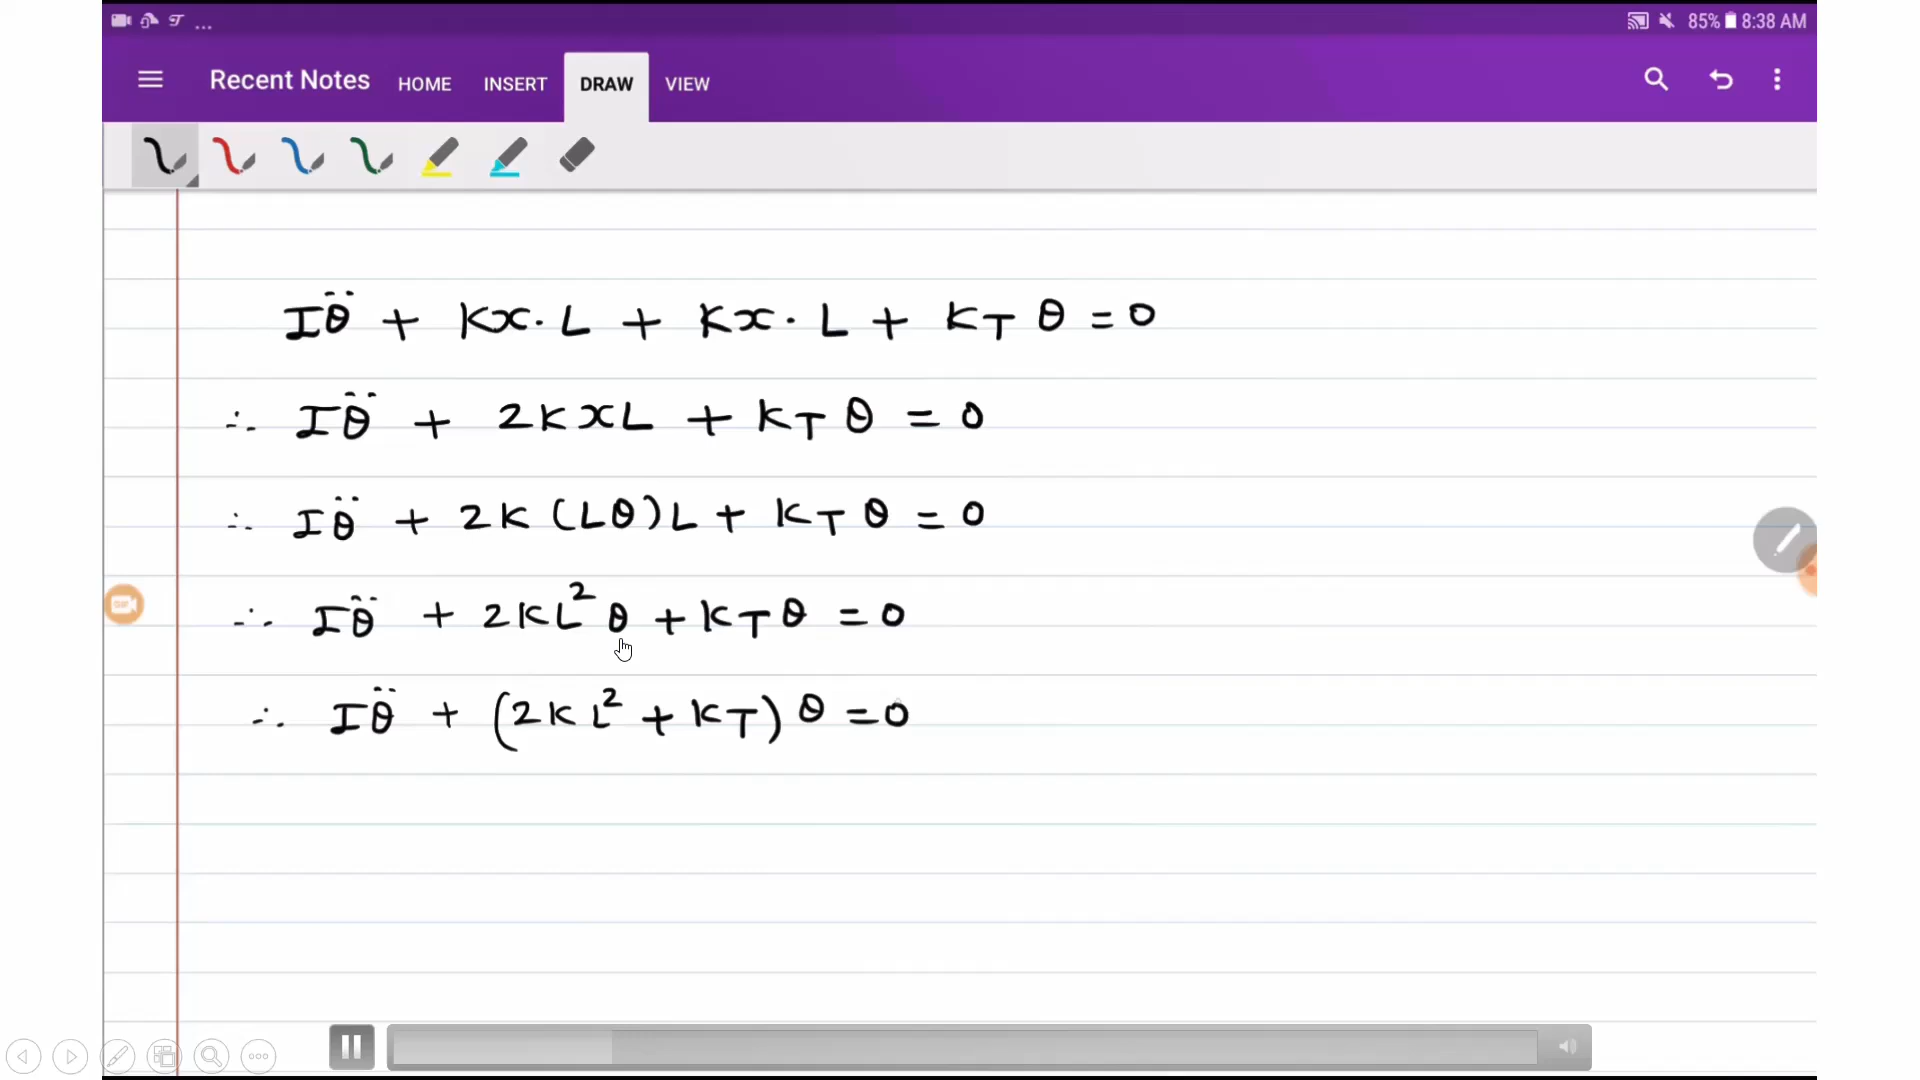 ...
85% 8:38 AM
Recent Notes HOME INSERT DRAW VIEW
Iθ̈ + Kx · L + Kx · L + K_T θ = 0
∴ Iθ̈ + 2KxL + K_T θ = 0
∴ Iθ̈ + 2K (Lθ) L + K_T θ = 0
∴ Iθ̈ + 2KL² θ + K_T θ = 0
∴ Iθ̈ + (2KL² + K_T) θ = 0